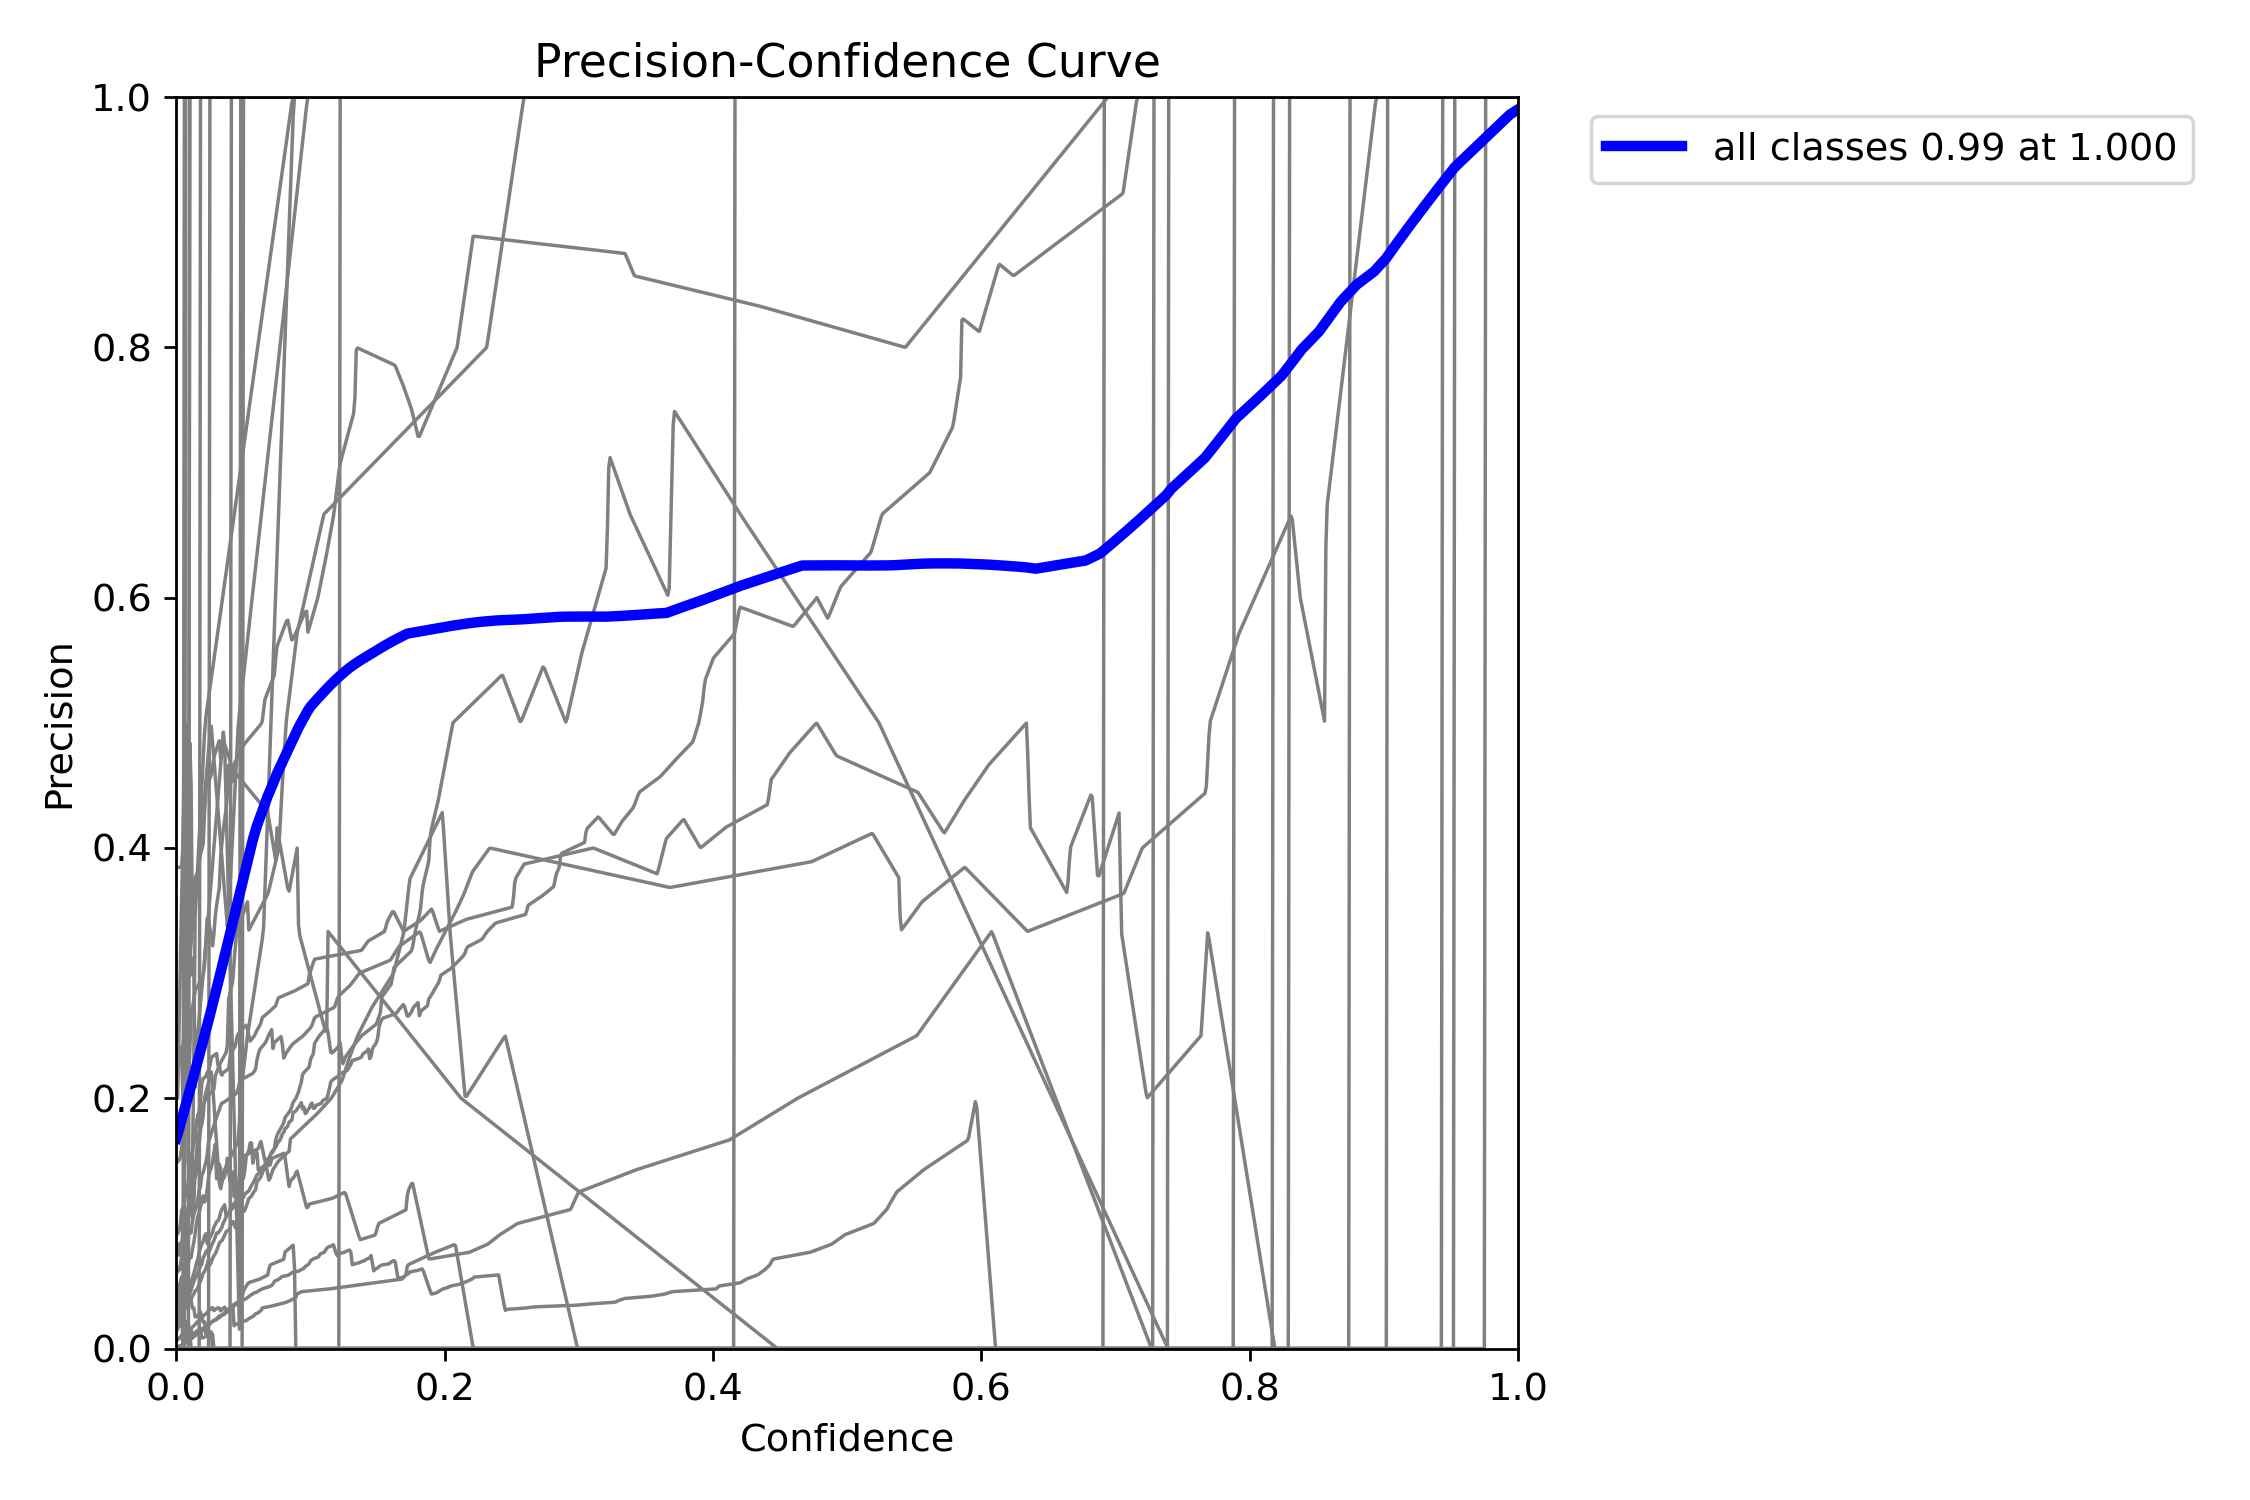 Precision-Confidence Curve
all classes 0.99 at 1.000
1.0
0.8
0.6
0.4
0.2
0.0
Precision
0.0 0.2 0.4 0.6 0.8 1.0
Confidence